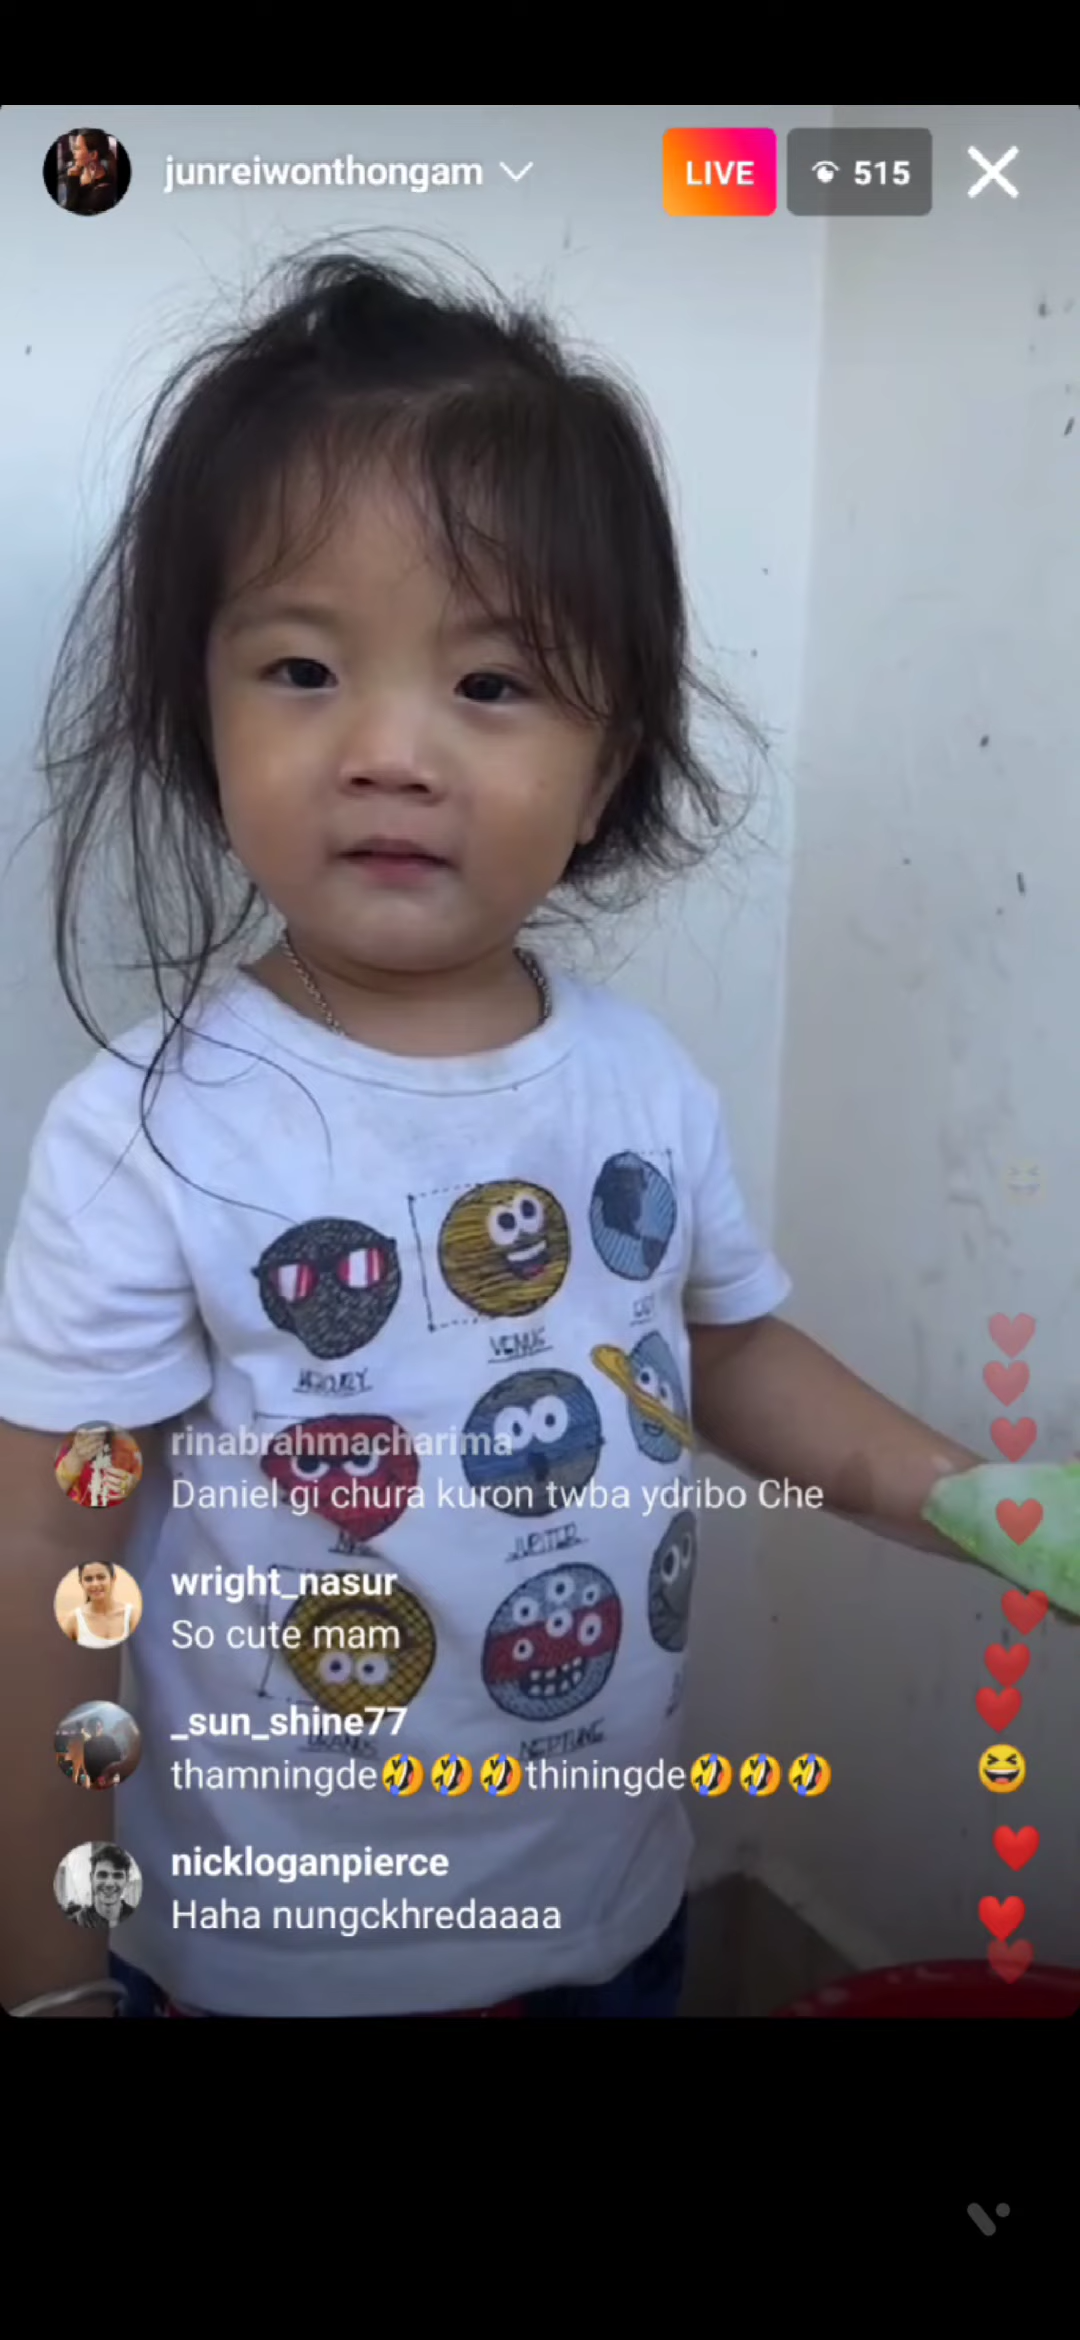 junreiwonthongam
LIVE
515
VENUS
JUPITER
NEPTUNE
rinabrahmacharima
Daniel gi chura kuron twba ydribo Che
wright_nasur
So cute mam
_sun_shine77
thamningde🤣🤣🤣thiningde🤣🤣🤣
nickloganpierce
Haha nungckhredaaaa